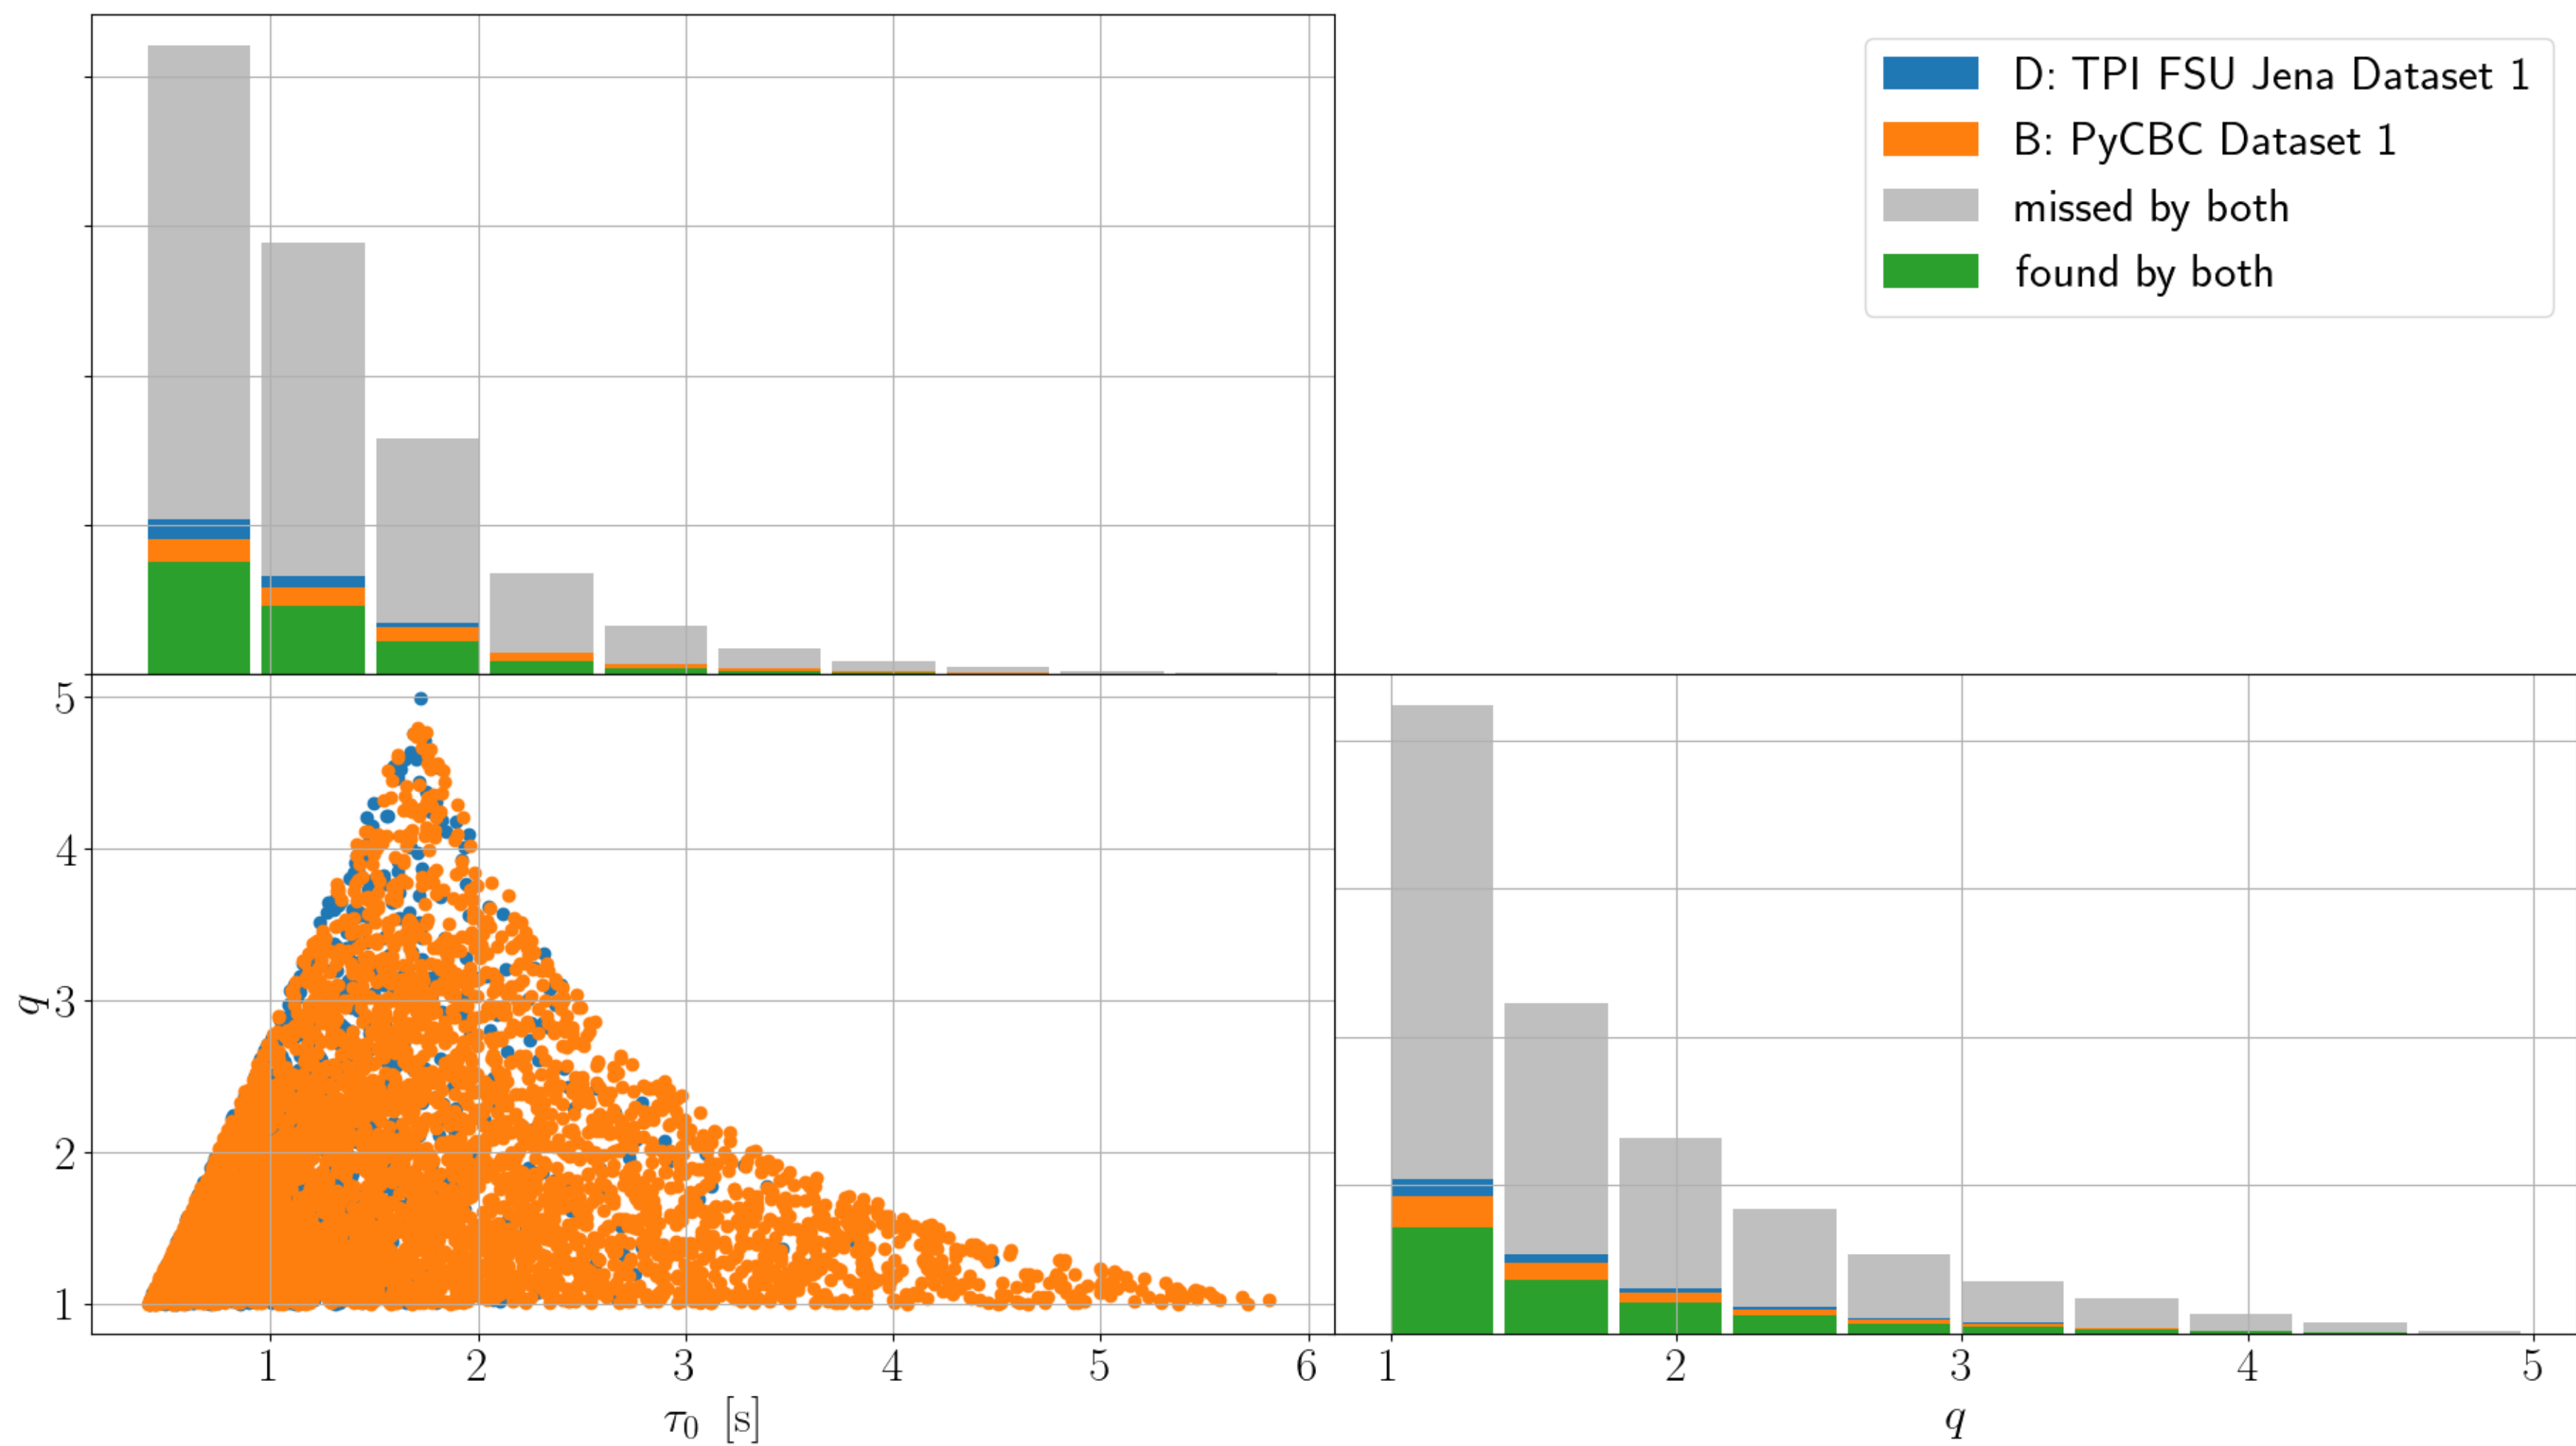 D: TPI FSU Jena Dataset 1
B: PyCBC Dataset 1
missed by both
found by both
5
4
3
2
1
q
1 2 3 4 5 6
τ₀ [s]
1 2 3 4 5
q